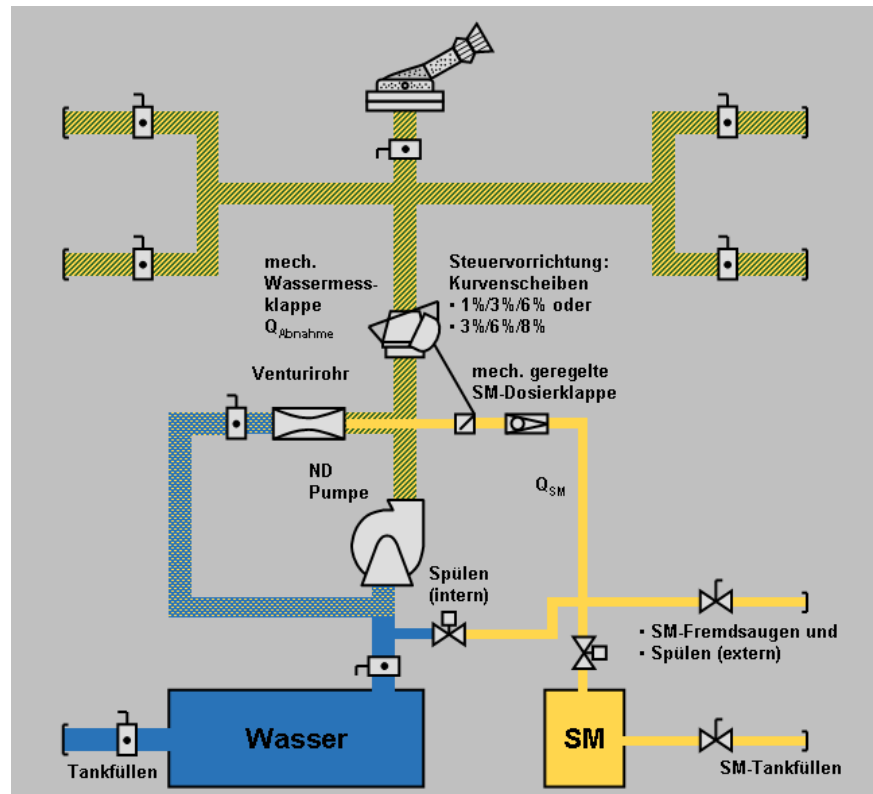 mech.
Wassermess-
klappe
QAbnahme
Steuervorrichtung:
Kurvenscheiben
▪ 1%/3%/6% oder
▪ 3%/6%/8%
Venturirohr
mech. geregelte
SM-Dosierklappe
ND
Pumpe
QSM
Spülen
(intern)
▪ SM-Fremdsaugen und
▪ Spülen (extern)
Wasser
SM
Tankfüllen
SM-Tankfüllen